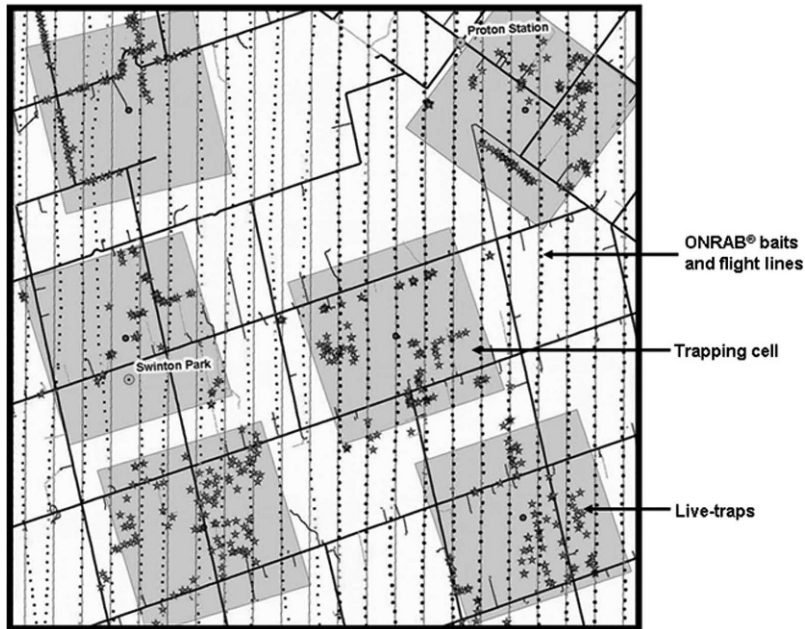 Proton Station
ONRAB® baits
and flight lines
Trapping cell
Swinton Park
Live-traps